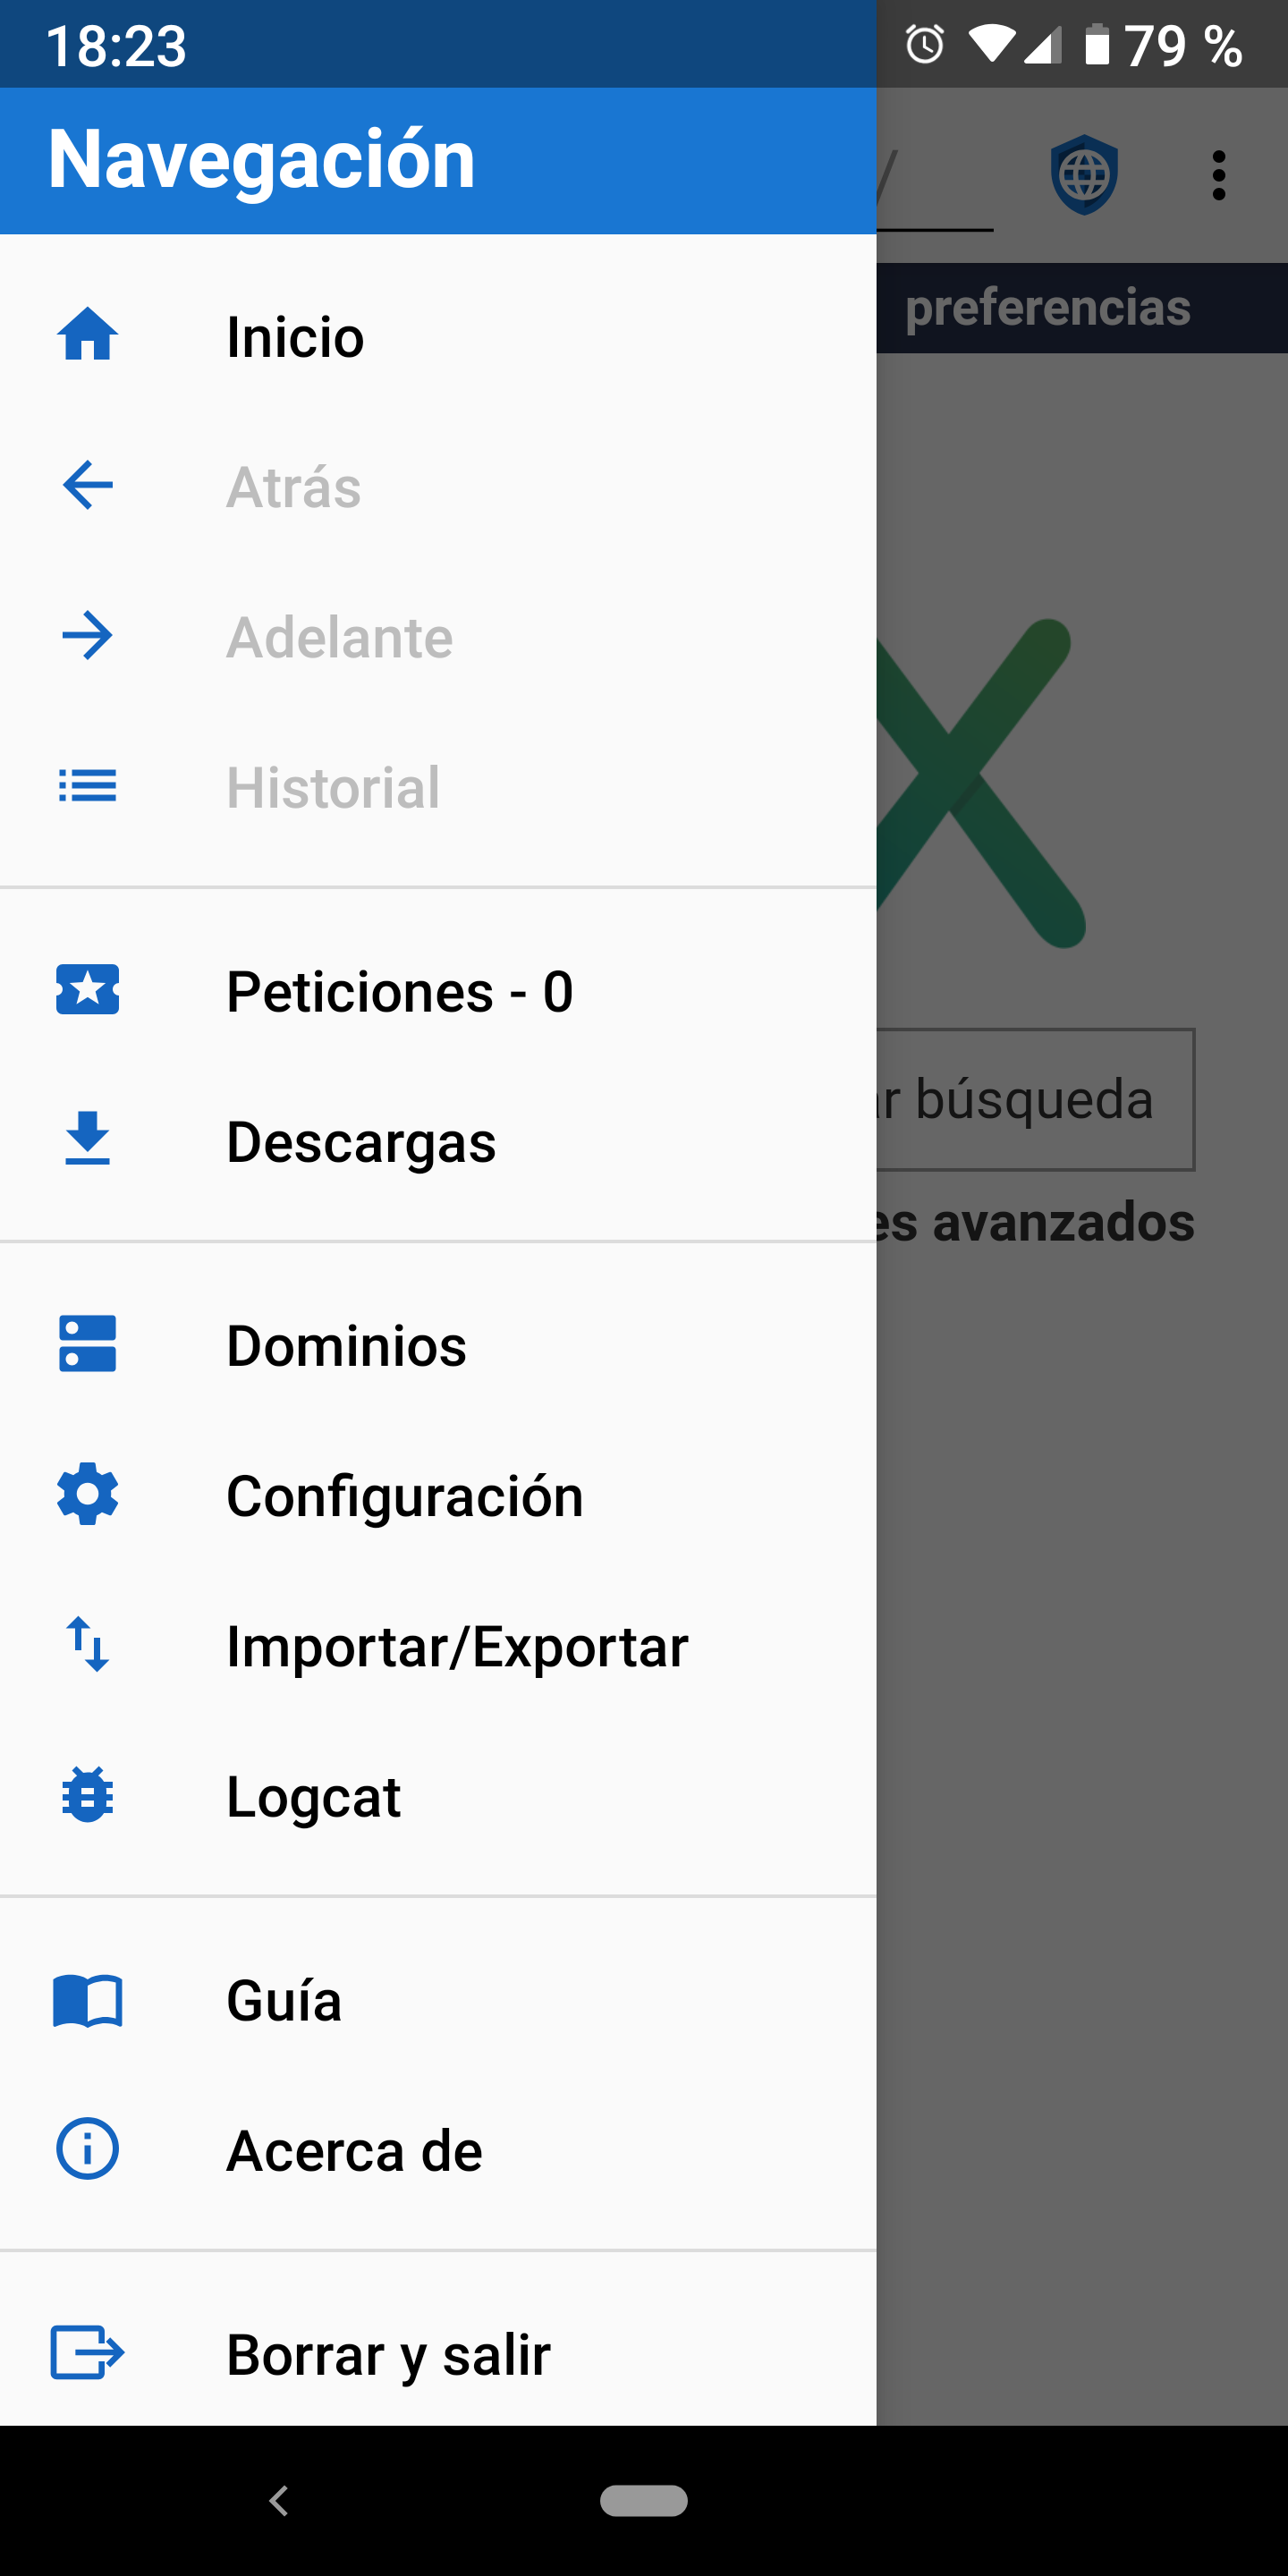 18:23
79 %
Navegación
/
preferencias
Inicio
Atrás
Adelante
Historial
Peticiones - 0
Descargas
búsqueda
avanzados
Dominios
Configuración
Importar/Exportar
Logcat
Guía
Acerca de
Borrar y salir